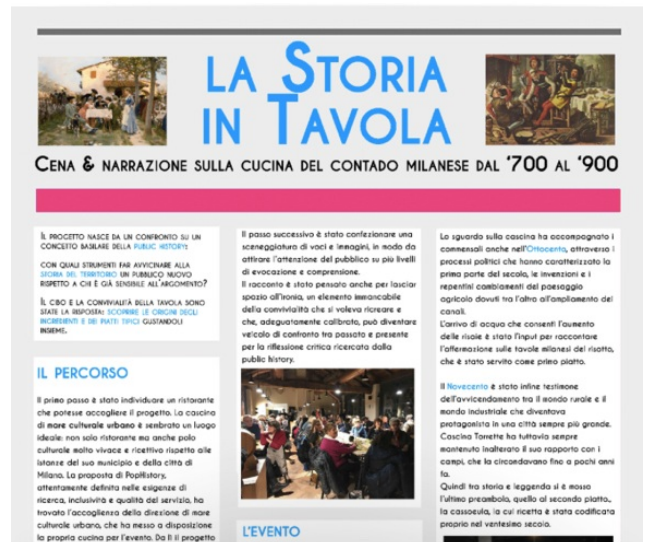 LA STORIA
IN TAVOLA
CENA & NARRAZIONE SULLA CUCINA DEL CONTADO MILANESE DAL '700 AL '900
IL PROGETTO NASCE DA UN CONFRONTO SU UN
CONCETTO BASILARE DELLA PUBLIC HISTORY:
CON QUALI STRUMENTI FAR AVVICINARE ALLA
STORIA DEL TERRITORIO UN PUBBLICO NUOVO
RISPETTO A CHI È GIÀ SENSIBILE ALL'ARGOMENTO?
IL CIBO E LA CONVIVIALITÀ DELLA TAVOLA SONO
STATE LA RISPOSTA: SCOPRIRE LE ORIGINI DEGLI
INGREDIENTI E DEI PIATTI TIPICI GUSTANDOLI
INSIEME.
IL PERCORSO
Il primo passo è stato individuare un ristorante
che potesse accogliere il progetto. La cascina
di mare culturale urbano è sembrato un luogo
ideale: non solo ristorante ma anche polo
culturale molto vivace e ricettivo rispetto alle
istanze del suo municipio e della città di
Milano. La proposta di PopHistory,
attentamente definita nelle esigenze di
ricerca, inclusività e qualità del servizio, ha
trovato l'accoglienza della direzione di mare
culturale urbano, che ha messo a disposizione
la propria cucina per l'evento. Da lì il progetto
Il passo successivo è stato confezionare una
sceneggiatura di voci e immagini, in modo da
attirare l'attenzione del pubblico su più livelli
di evocazione e comprensione.
Il racconto è stato pensato anche per lasciar
spazio all'ironia, un elemento immancabile
della convivialità che si voleva ricreare e
che, adeguatamente calibrata, può diventare
veicolo di confronto tra passato e presente
per la riflessione critica ricercata dalla
public history.
L'EVENTO
Lo sguardo sulla cascina ha accompagnato i
commensali anche nell'Ottocento, attraverso i
processi politici che hanno caratterizzato la
prima parte del secolo, le invenzioni e i
repentini cambiamenti del paesaggio
agricolo dovuti tra l'altro all'ampliamento dei
canali.
L'arrivo di acqua che consentì l'aumento
delle risaie è stato l'input per raccontare
l'affermazione sulle tavole milanesi del risotto,
che è stato servito come primo piatto.
Il Novecento è stato infine testimone
dell'avvicendamento tra il mondo rurale e il
mondo industriale che diventava
protagonista in una città sempre più grande.
Cascina Torrette ha tuttavia sempre
mantenuto inalterato il suo rapporto con i
campi, che la circondavano fino a pochi anni
fa.
Quindi tra storia e leggenda si è mosso
l'ultimo preambolo, quello al secondo piatto.,
la cassoeula, la cui ricetta è stata codificata
proprio nel ventesimo secolo.